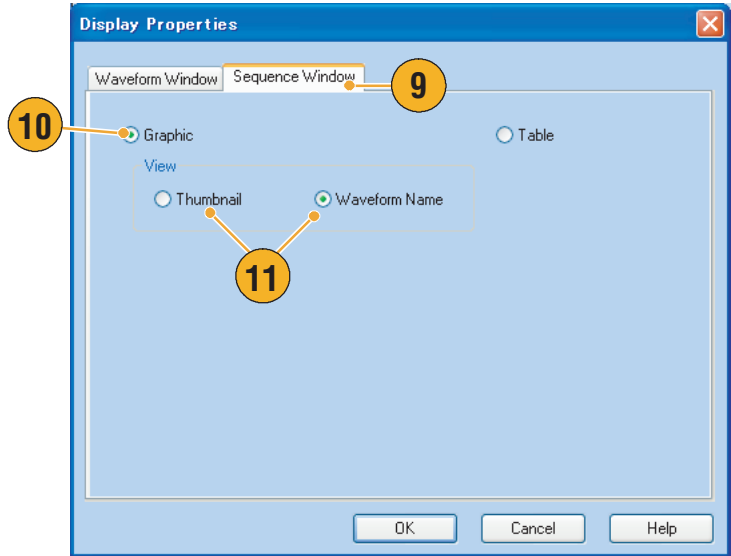 Display Properties
Waveform Window Sequence Window
9
10
Graphic Table
View
Thumbnail Waveform Name
11
OK Cancel Help